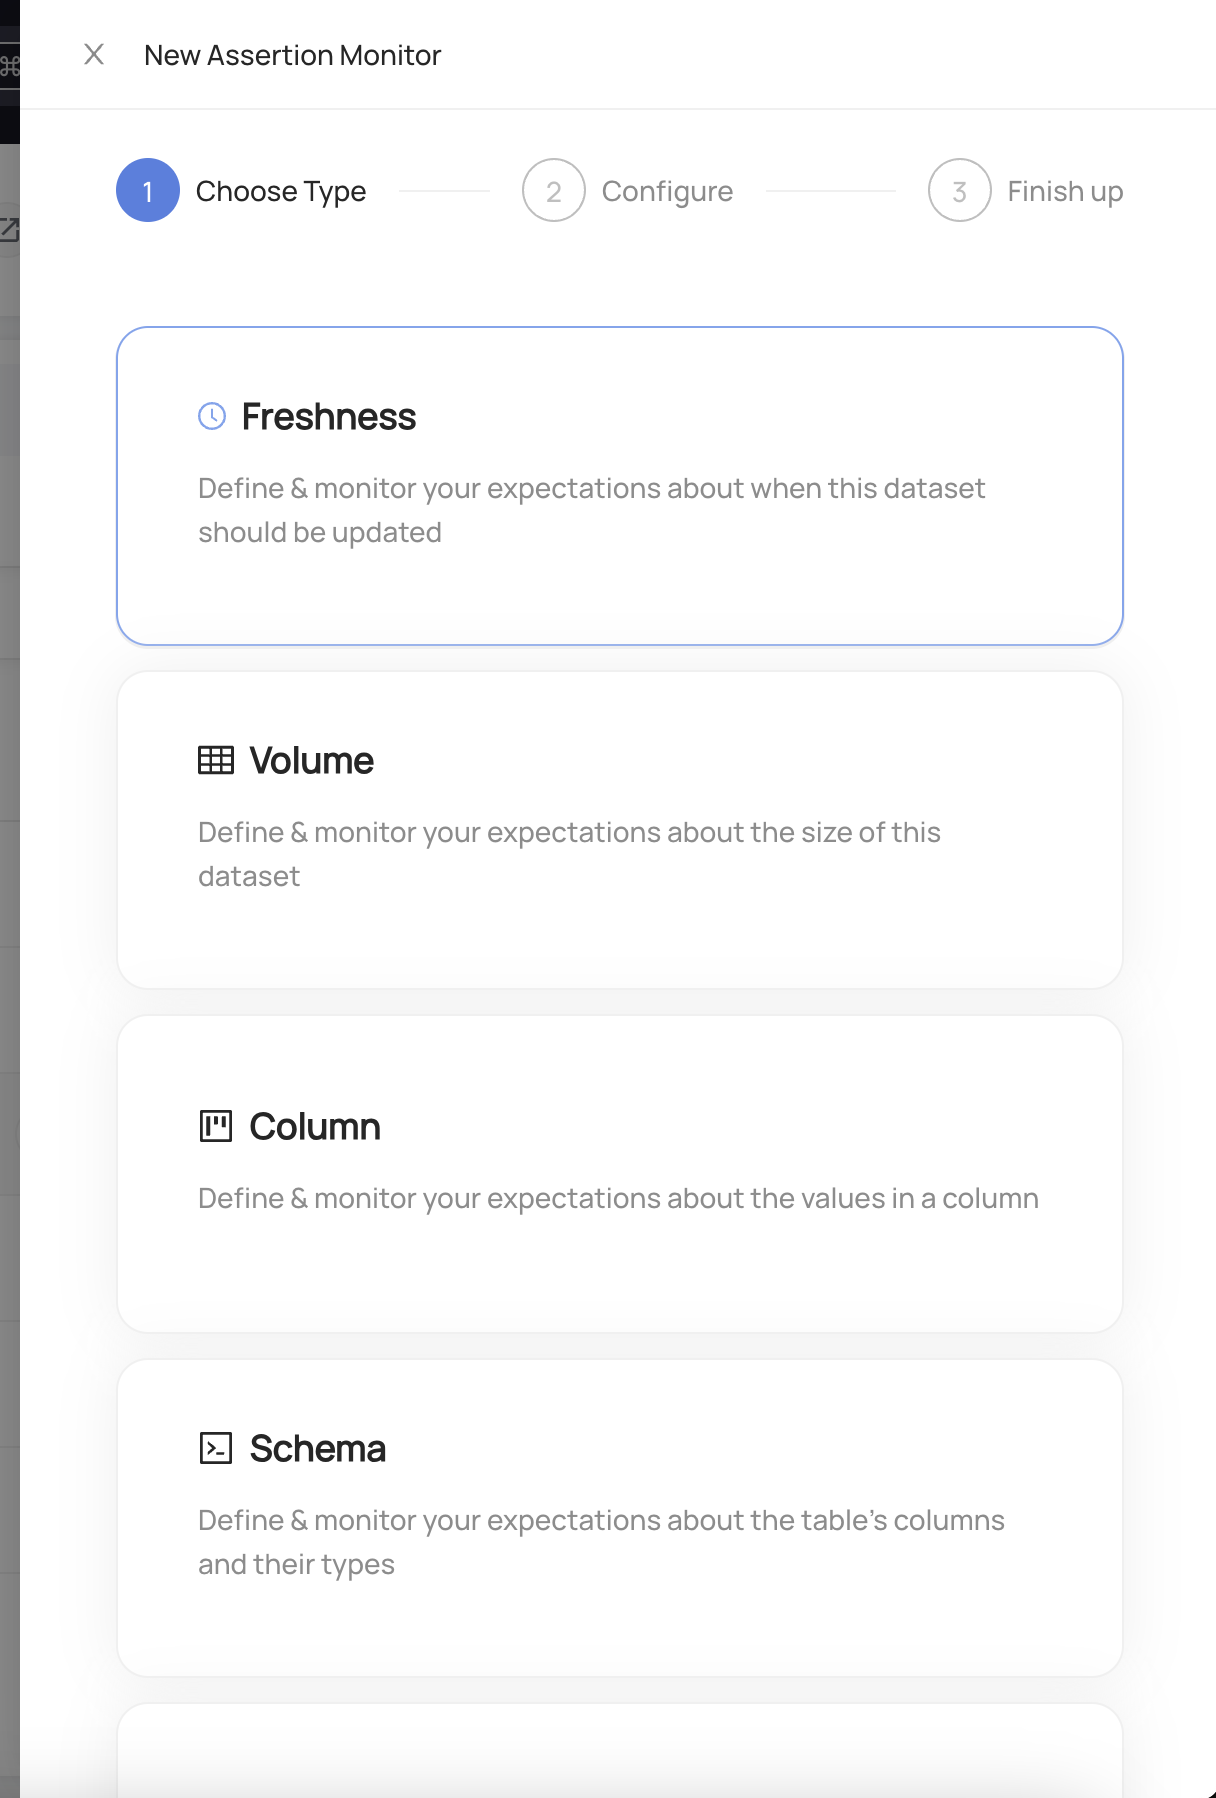 New Assertion Monitor
1 Choose Type
2 Configure
3 Finish up
Freshness
Define & monitor your expectations about when this dataset
should be updated
Volume
Define & monitor your expectations about the size of this
dataset
Column
Define & monitor your expectations about the values in a column
Schema
Define & monitor your expectations about the table's columns
and their types